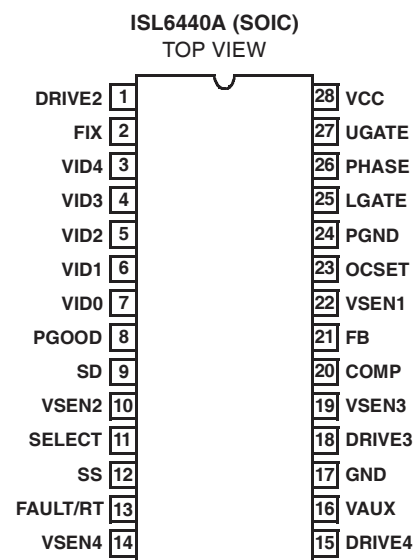 ISL6440A (SOIC)
TOP VIEW
DRIVE2 1 28 VCC
FIX 2 27 UGATE
VID4 3 26 PHASE
VID3 4 25 LGATE
VID2 5 24 PGND
VID1 6 23 OCSET
VID0 7 22 VSEN1
PGOOD 8 21 FB
SD 9 20 COMP
VSEN2 10 19 VSEN3
SELECT 11 18 DRIVE3
SS 12 17 GND
FAULT/RT 13 16 VAUX
VSEN4 14 15 DRIVE4